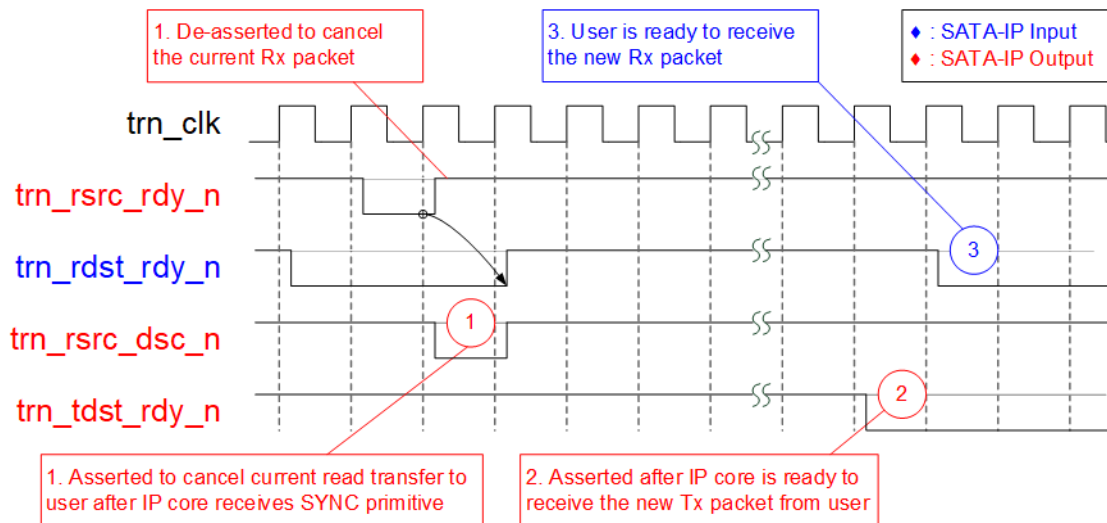 1. De-asserted to cancel
the current Rx packet
3. User is ready to receive
the new Rx packet
♦ : SATA-IP Input
♦ : SATA-IP Output
trn_clk
trn_rsrc_rdy_n
trn_rdst_rdy_n
3
trn_rsrc_dsc_n
1
trn_tdst_rdy_n
2
1. Asserted to cancel current read transfer to
user after IP core receives SYNC primitive
2. Asserted after IP core is ready to
receive the new Tx packet from user